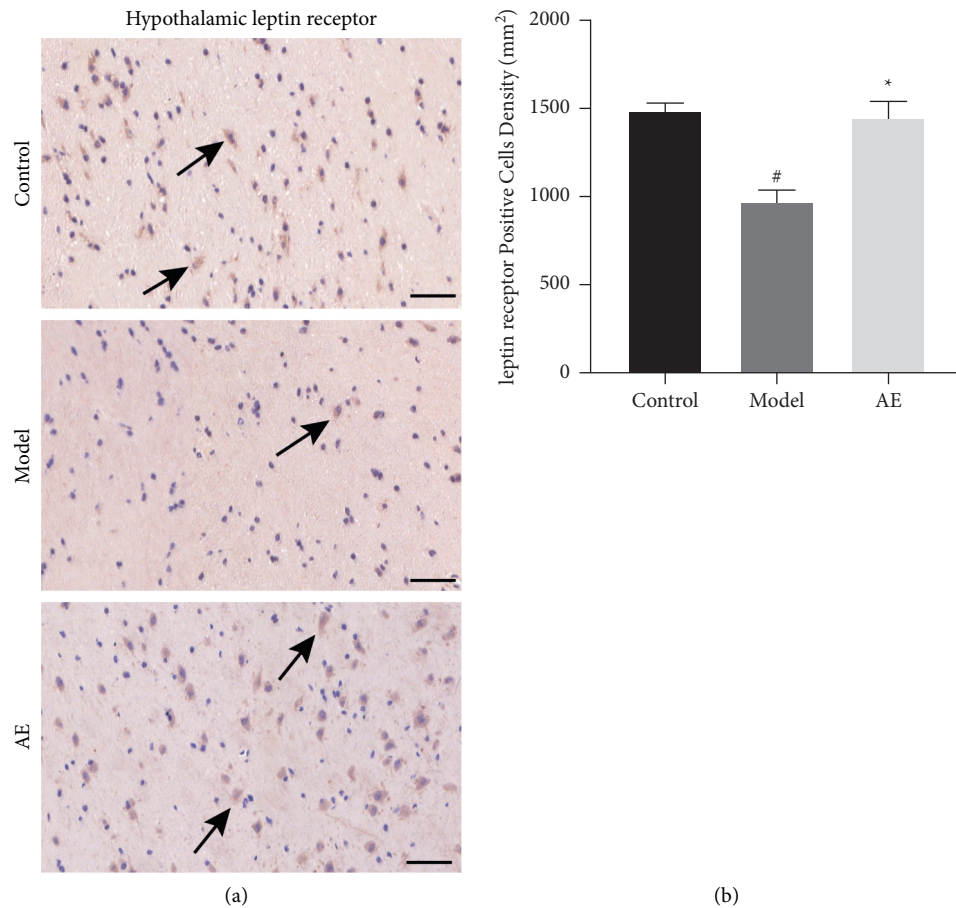 Hypothalamic leptin receptor
Control
Model
AE
(a)
leptin receptor Positive Cells Density (mm²)
2000
1500
1000
500
0
#
*
Control Model AE
(b)